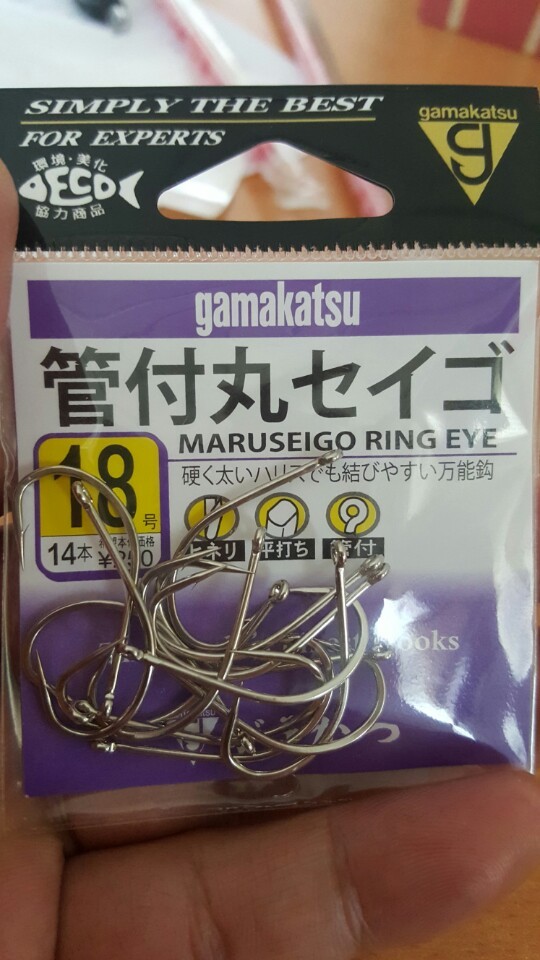 SIMPLY THE BEST
FOR EXPERTS
gamakatsu
環境・美化
ECO
協力商品
gamakatsu
管付丸セイゴ
MARUSEIGO RING EYE
硬く太いハリスでも結びやすい万能鈎
18号
ヒネリ
平打ち
管付
14本